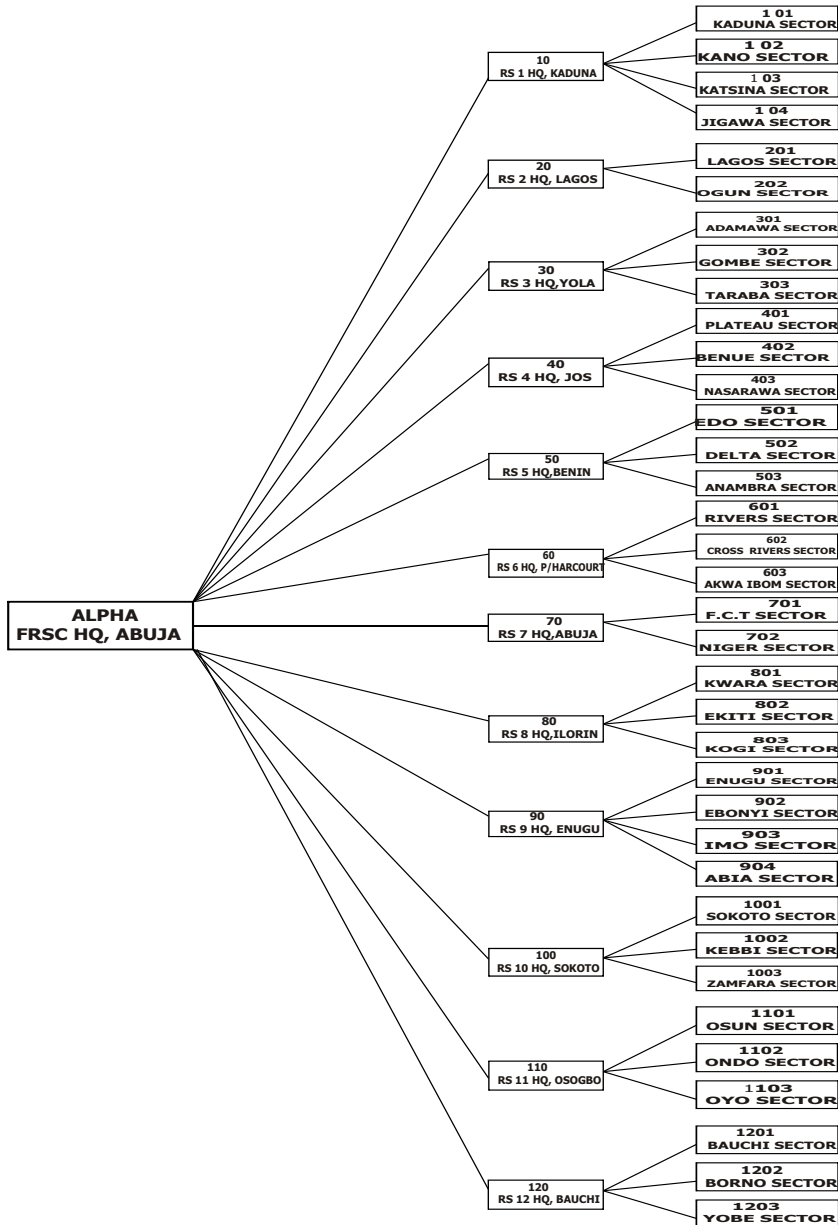 1 01
KADUNA SECTOR
1 02
KANO SECTOR
1 03
KATSINA SECTOR
1 04
JIGAWA SECTOR
10
RS 1 HQ, KADUNA
201
LAGOS SECTOR
202
OGUN SECTOR
20
RS 2 HQ, LAGOS
301
ADAMAWA SECTOR
302
GOMBE SECTOR
303
TARABA SECTOR
30
RS 3 HQ,YOLA
401
PLATEAU SECTOR
402
BENUE SECTOR
403
NASARAWA SECTOR
40
RS 4 HQ, JOS
501
EDO SECTOR
502
DELTA SECTOR
503
ANAMBRA SECTOR
50
RS 5 HQ,BENIN
601
RIVERS SECTOR
602
CROSS RIVERS SECTOR
603
AKWA IBOM SECTOR
60
RS 6 HQ, P/HARCOURT
ALPHA
FRSC HQ, ABUJA
701
F.C.T SECTOR
702
NIGER SECTOR
70
RS 7 HQ,ABUJA
801
KWARA SECTOR
802
EKITI SECTOR
803
KOGI SECTOR
80
RS 8 HQ,ILORIN
901
ENUGU SECTOR
902
EBONYI SECTOR
903
IMO SECTOR
904
ABIA SECTOR
90
RS 9 HQ, ENUGU
1001
SOKOTO SECTOR
1002
KEBBI SECTOR
1003
ZAMFARA SECTOR
100
RS 10 HQ, SOKOTO
1101
OSUN SECTOR
1102
ONDO SECTOR
1103
OYO SECTOR
110
RS 11 HQ, OSOGBO
1201
BAUCHI SECTOR
1202
BORNO SECTOR
1203
YOBE SECTOR
120
RS 12 HQ, BAUCHI